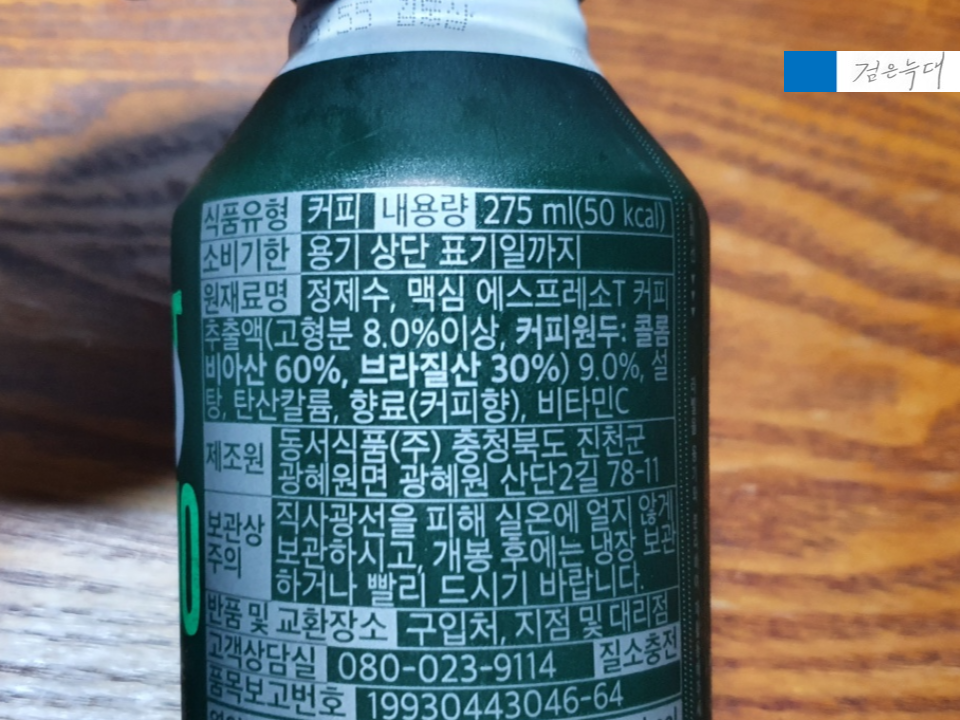 검은늑대
식품유형 커피 내용량 275 ml(50 kcal)
소비기한 용기 상단 표기일까지
원재료명 정제수, 맥심 에스프레소T 커피
추출액(고형분 8.0%이상, 커피원두: 콜롬
비아산 60%, 브라질산 30%) 9.0%, 설
탕, 탄산칼륨, 향료(커피향), 비타민C
제조원 동서식품(주) 충청북도 진천군
광혜원면 광혜원 산단2길 78-11
보관상 주의 직사광선을 피해 실온에 얼지 않게
보관하시고, 개봉 후에는 냉장 보관
하거나 빨리 드시기 바랍니다.
반품 및 교환장소 구입처, 지점 및 대리점
고객상담실 080-023-9114 질소충전
품목보고번호 19930443046-64